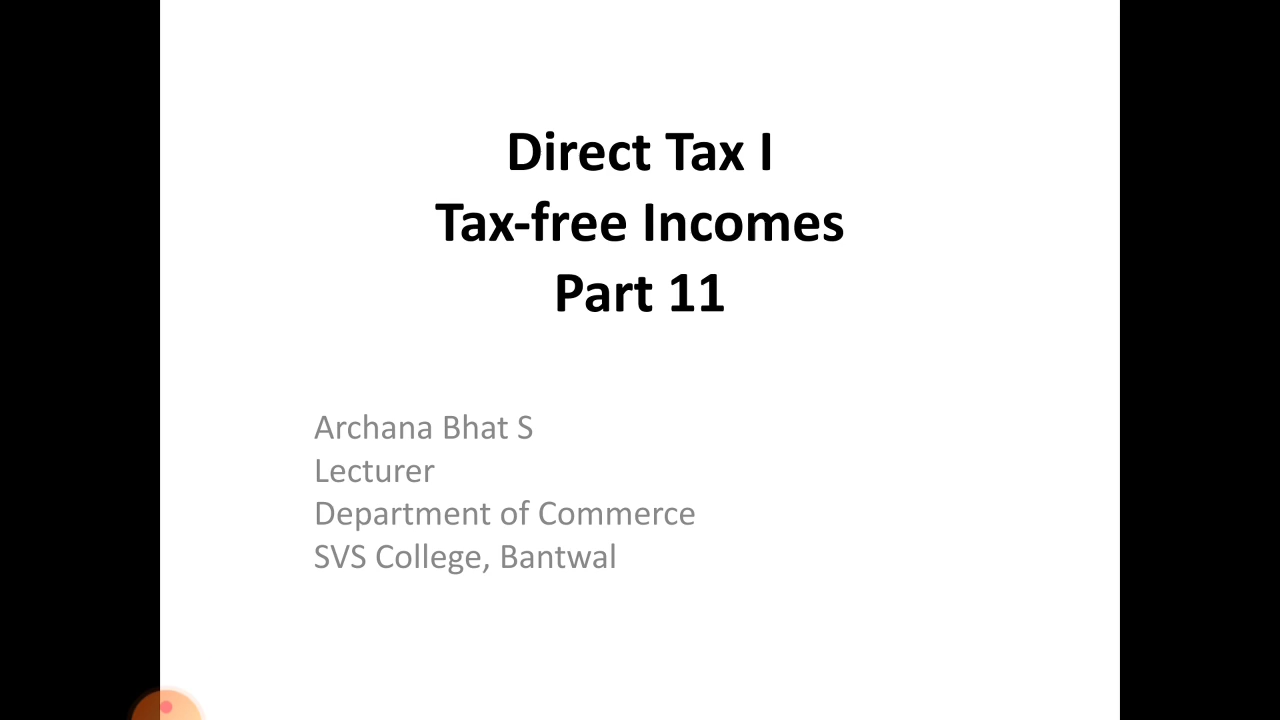 Direct Tax I
Tax-free Incomes
Part 11
Archana Bhat S
Lecturer
Department of Commerce
SVS College, Bantwal